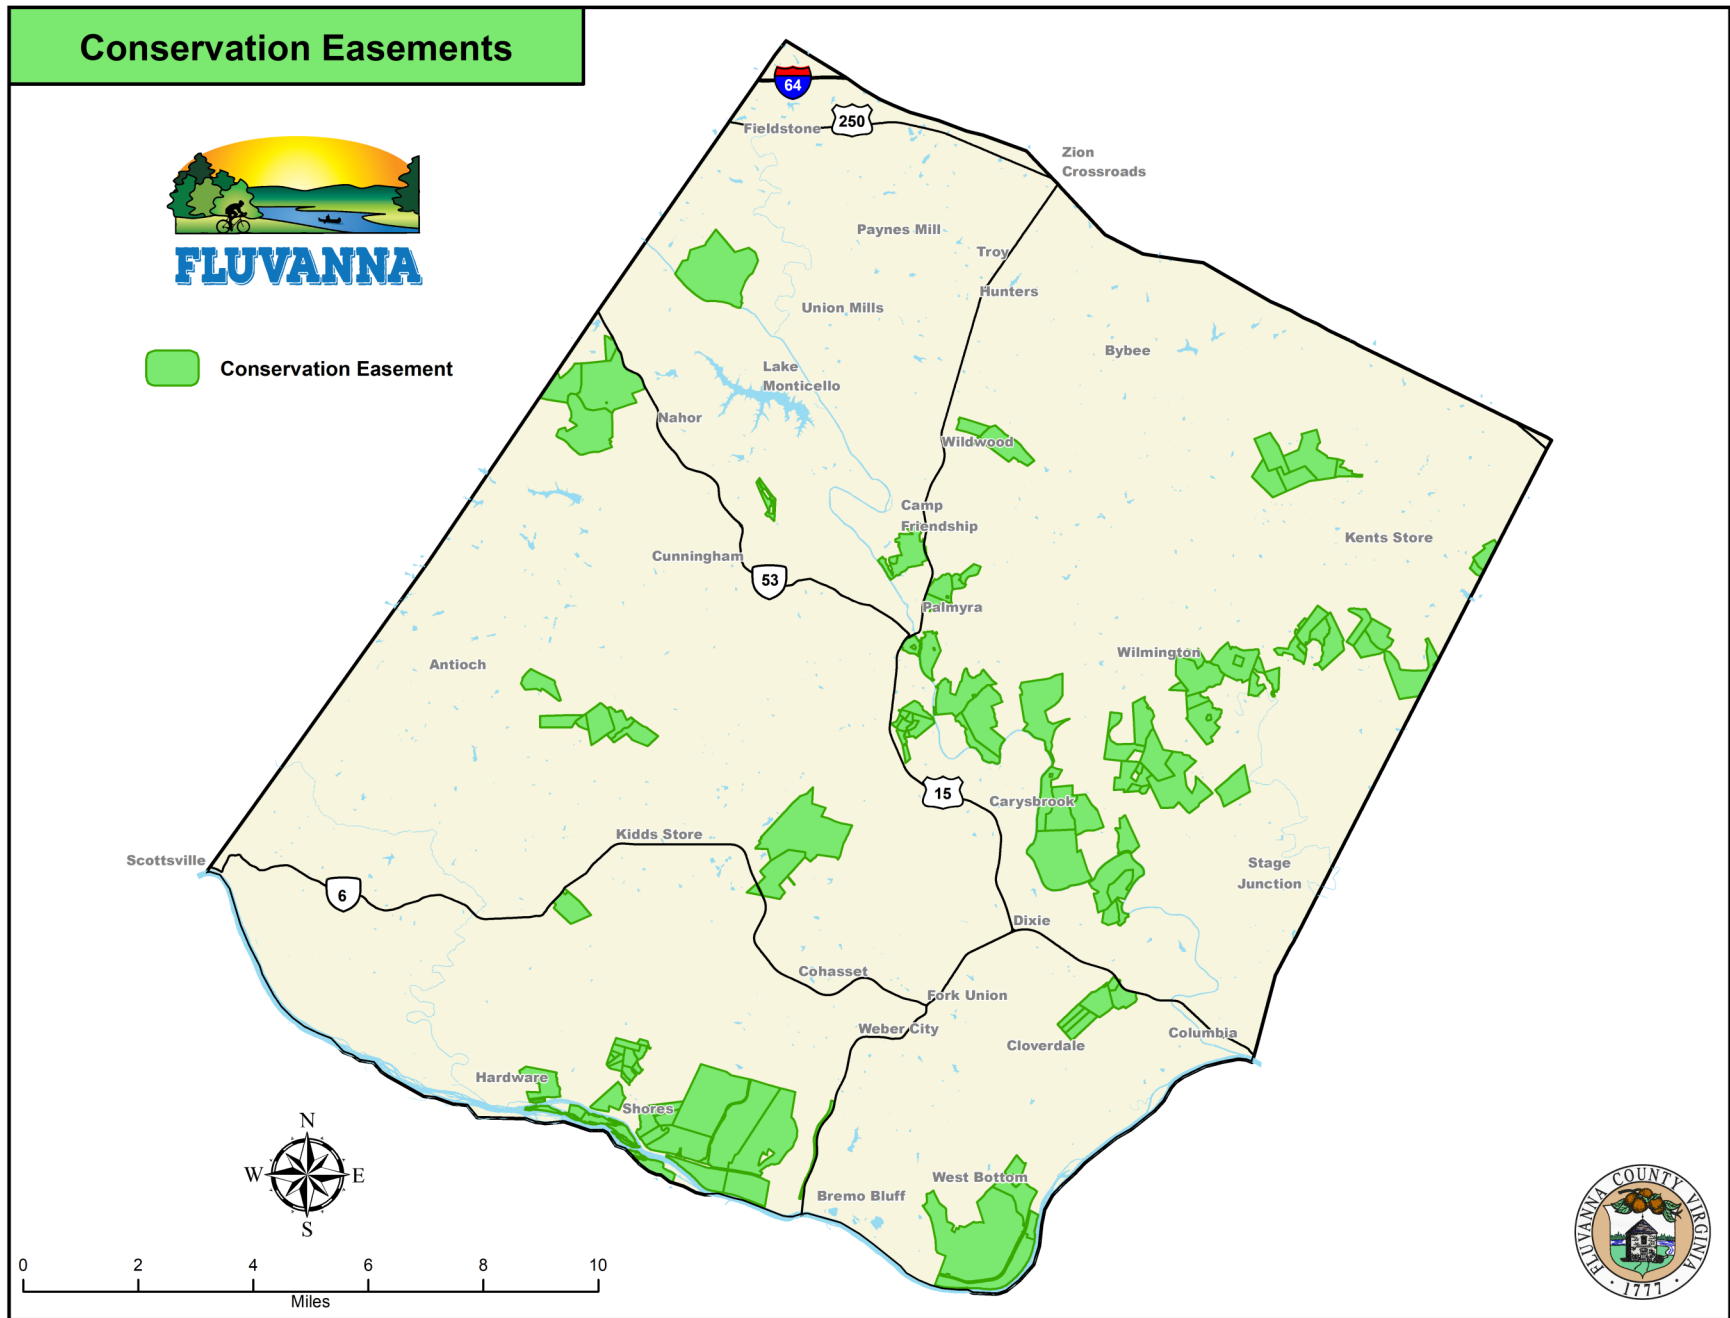 Conservation Easements
64
250
Fieldstone
Zion
Crossroads
FLUVANNA
Paynes Mill
Troy
Hunters
Union Mills
Bybee
Conservation Easement
Lake
Monticello
Nahor
Wildwood
Camp
Friendship
Kents Store
Cunningham
53
Palmyra
Antioch
Wilmington
15
Carysbrook
Kidds Store
Scottsville
Stage
Junction
6
Dixie
Cohasset
Fork Union
Weber City
Columbia
Cloverdale
Hardware
Shores
N
W
E
S
West Bottom
Bremo Bluff
FLUVANNA COUNTY VIRGINIA
1777
0 2 4 6 8 10
Miles